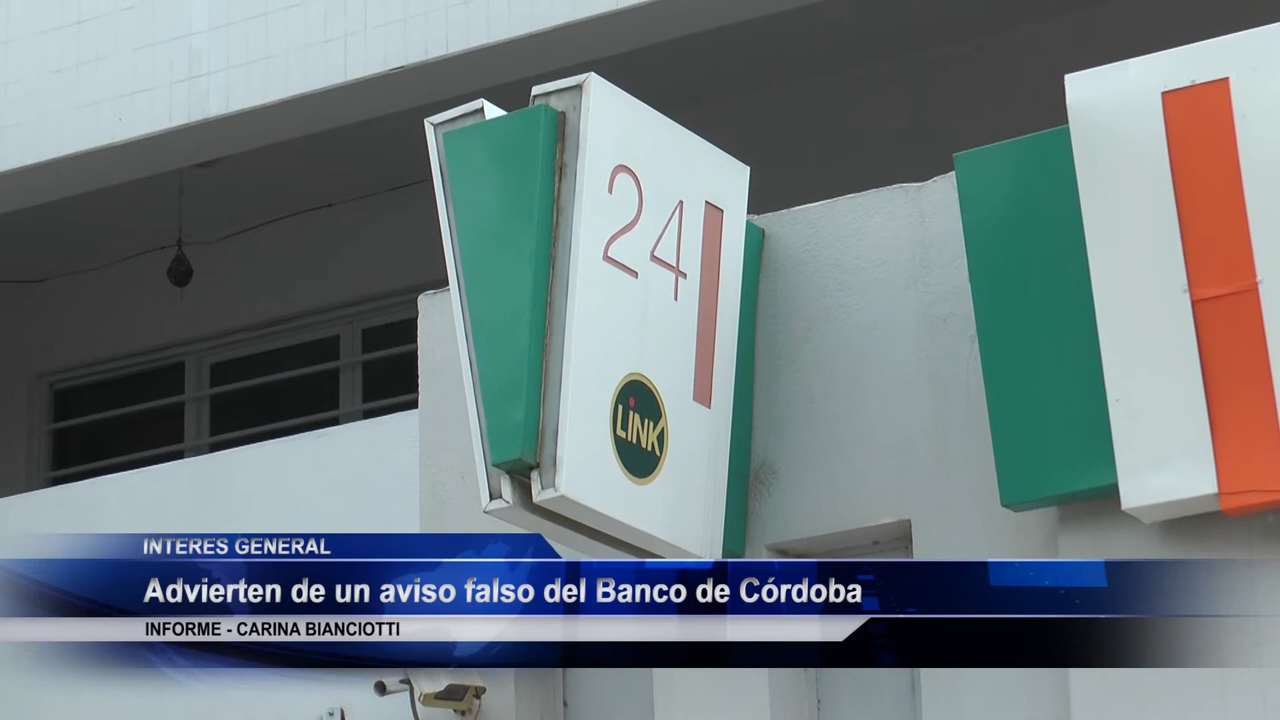 24
LiNK
INTERES GENERAL
Advierten de un aviso falso del Banco de Córdoba
INFORME - CARINA BIANCIOTTI